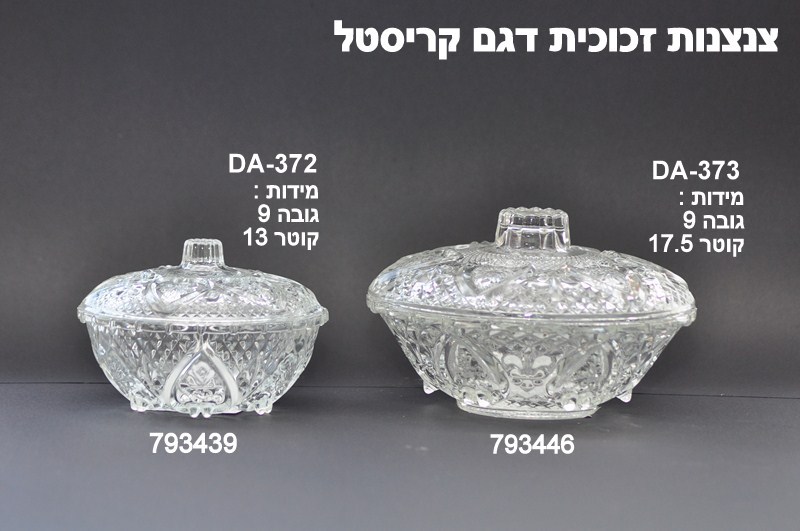 צנצנות זכוכית דגם קריסטל
DA-372
מידות :
גובה 9
קוטר 13
DA-373
מידות :
גובה 9
קוטר 17.5
793439
793446